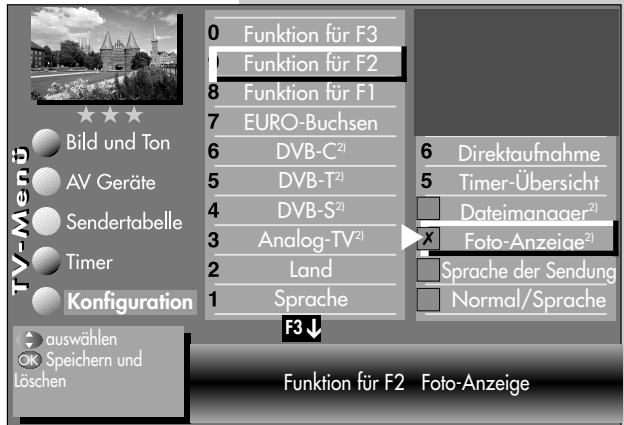 TV-Menü
Bild und Ton
AV Geräte
Sendertabelle
Timer
Konfiguration
0 Funktion für F3
9 Funktion für F2
8 Funktion für F1
7 EURO-Buchsen
6 DVB-C2)
5 DVB-T2)
4 DVB-S2)
3 Analog-TV2)
2 Land
1 Sprache
F3
6 Direktaufnahme
5 Timer-Übersicht
Dateimanager2)
✗ Foto-Anzeige2)
Sprache der Sendung
Normal/Sprache
auswählen
OK Speichern und
Löschen
Funktion für F2 Foto-Anzeige